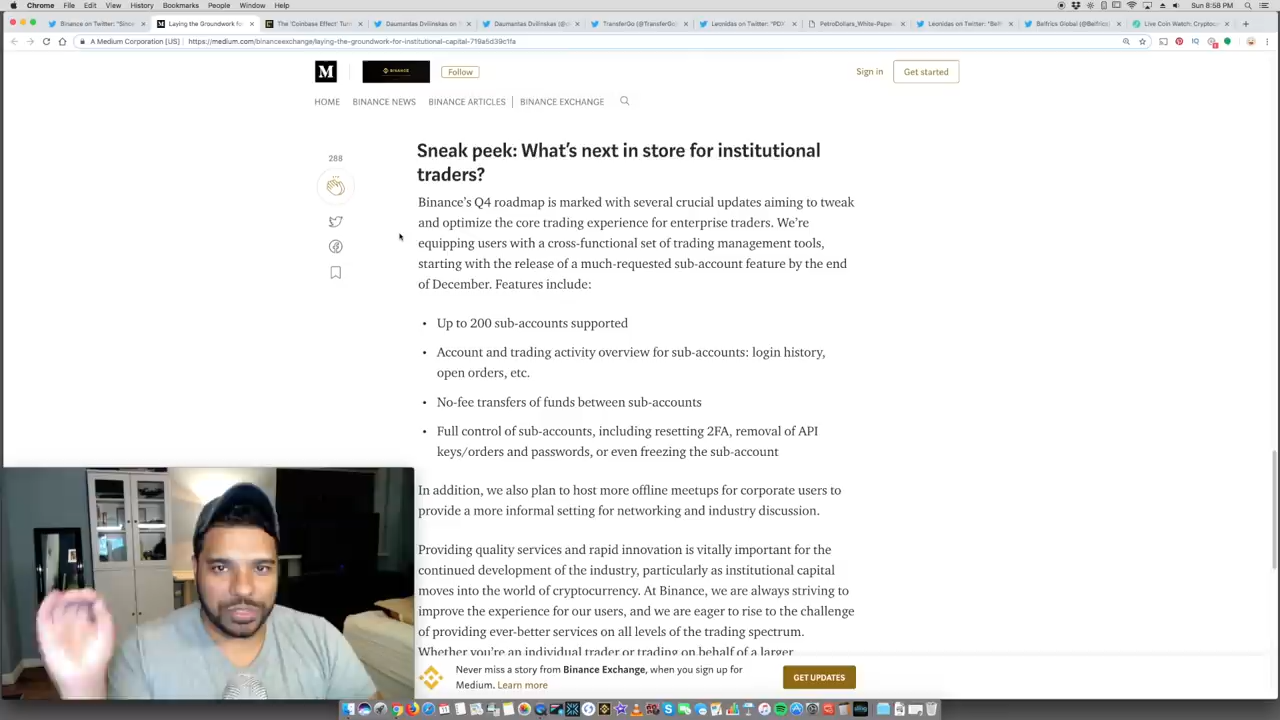 Chrome File Edit View History Bookmarks People Window Help
Sun 8:58 PM
Binance on Twitter: "Since
Laying the Groundwork for
The 'Coinbase Effect' Turn
Daumantas Dvilinskas on T
Daumantas Dvilinskas (@d
TransferGo (@TransferGo)
Leonidas on Twitter: "PDX
PetroDollars_White-Paper
Leonidas on Twitter: "Belf
Belfrics Global (@Belfrics
Live Coin Watch: Cryptoc
A Medium Corporation [US] | https://medium.com/binanceexchange/laying-the-groundwork-for-institutional-capital-719a5d39c1fa
M
BINANCE
Follow
Sign in
Get started
HOME BINANCE NEWS BINANCE ARTICLES | BINANCE EXCHANGE
288
Sneak peek: What's next in store for institutional
traders?
Binance's Q4 roadmap is marked with several crucial updates aiming to tweak
and optimize the core trading experience for enterprise traders. We're
equipping users with a cross-functional set of trading management tools,
starting with the release of a much-requested sub-account feature by the end
of December. Features include:
• Up to 200 sub-accounts supported
• Account and trading activity overview for sub-accounts: login history,
open orders, etc.
• No-fee transfers of funds between sub-accounts
• Full control of sub-accounts, including resetting 2FA, removal of API
keys/orders and passwords, or even freezing the sub-account
In addition, we also plan to host more offline meetups for corporate users to
provide a more informal setting for networking and industry discussion.
Providing quality services and rapid innovation is vitally important for the
continued development of the industry, particularly as institutional capital
moves into the world of cryptocurrency. At Binance, we are always striving to
improve the experience for our users, and we are eager to rise to the challenge
of providing ever-better services on all levels of the trading spectrum.
Whether you're an individual trader or trading on behalf of a larger
Never miss a story from Binance Exchange, when you sign up for
Medium. Learn more
GET UPDATES